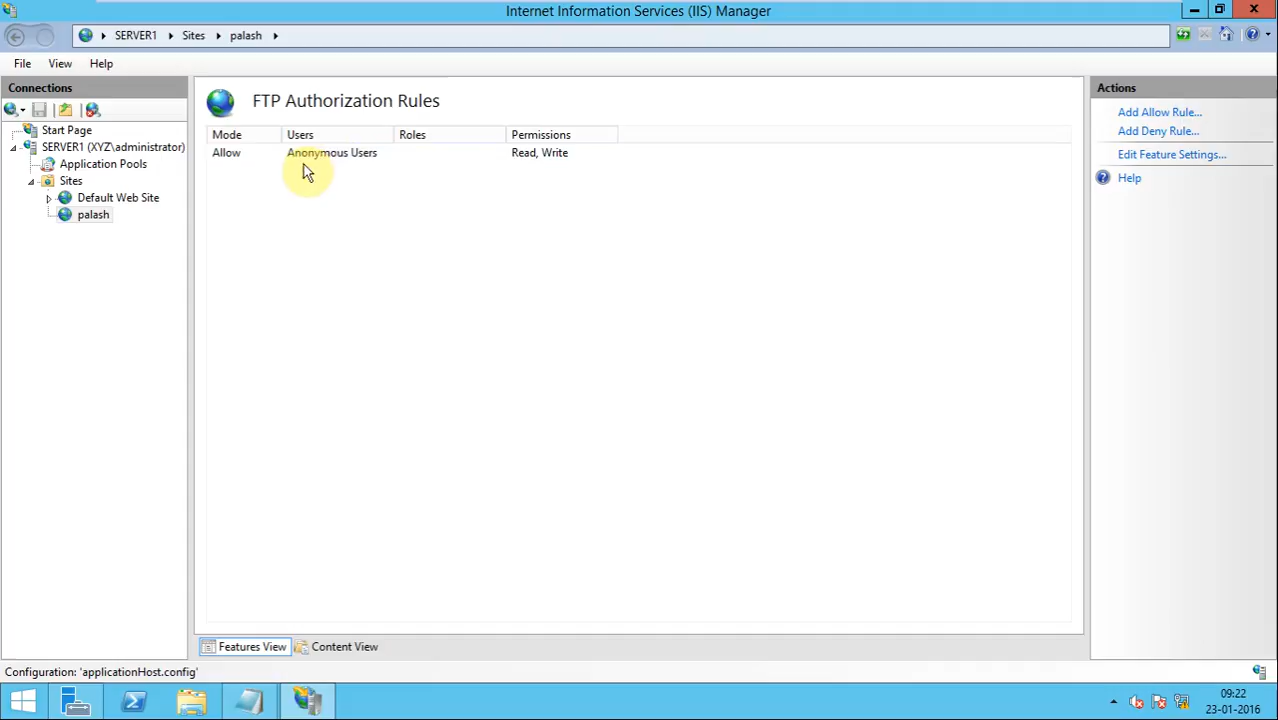 Internet Information Services (IIS) Manager
SERVER1 Sites palash
File View Help
Connections
Start Page
SERVER1 (XYZ\administrator)
Application Pools
Sites
Default Web Site
palash
FTP Authorization Rules
Mode Users Roles Permissions
Allow Anonymous Users Read, Write
Features View Content View
Actions
Add Allow Rule...
Add Deny Rule...
Edit Feature Settings...
Help
Configuration: 'applicationHost.config'
09:22
23-01-2016